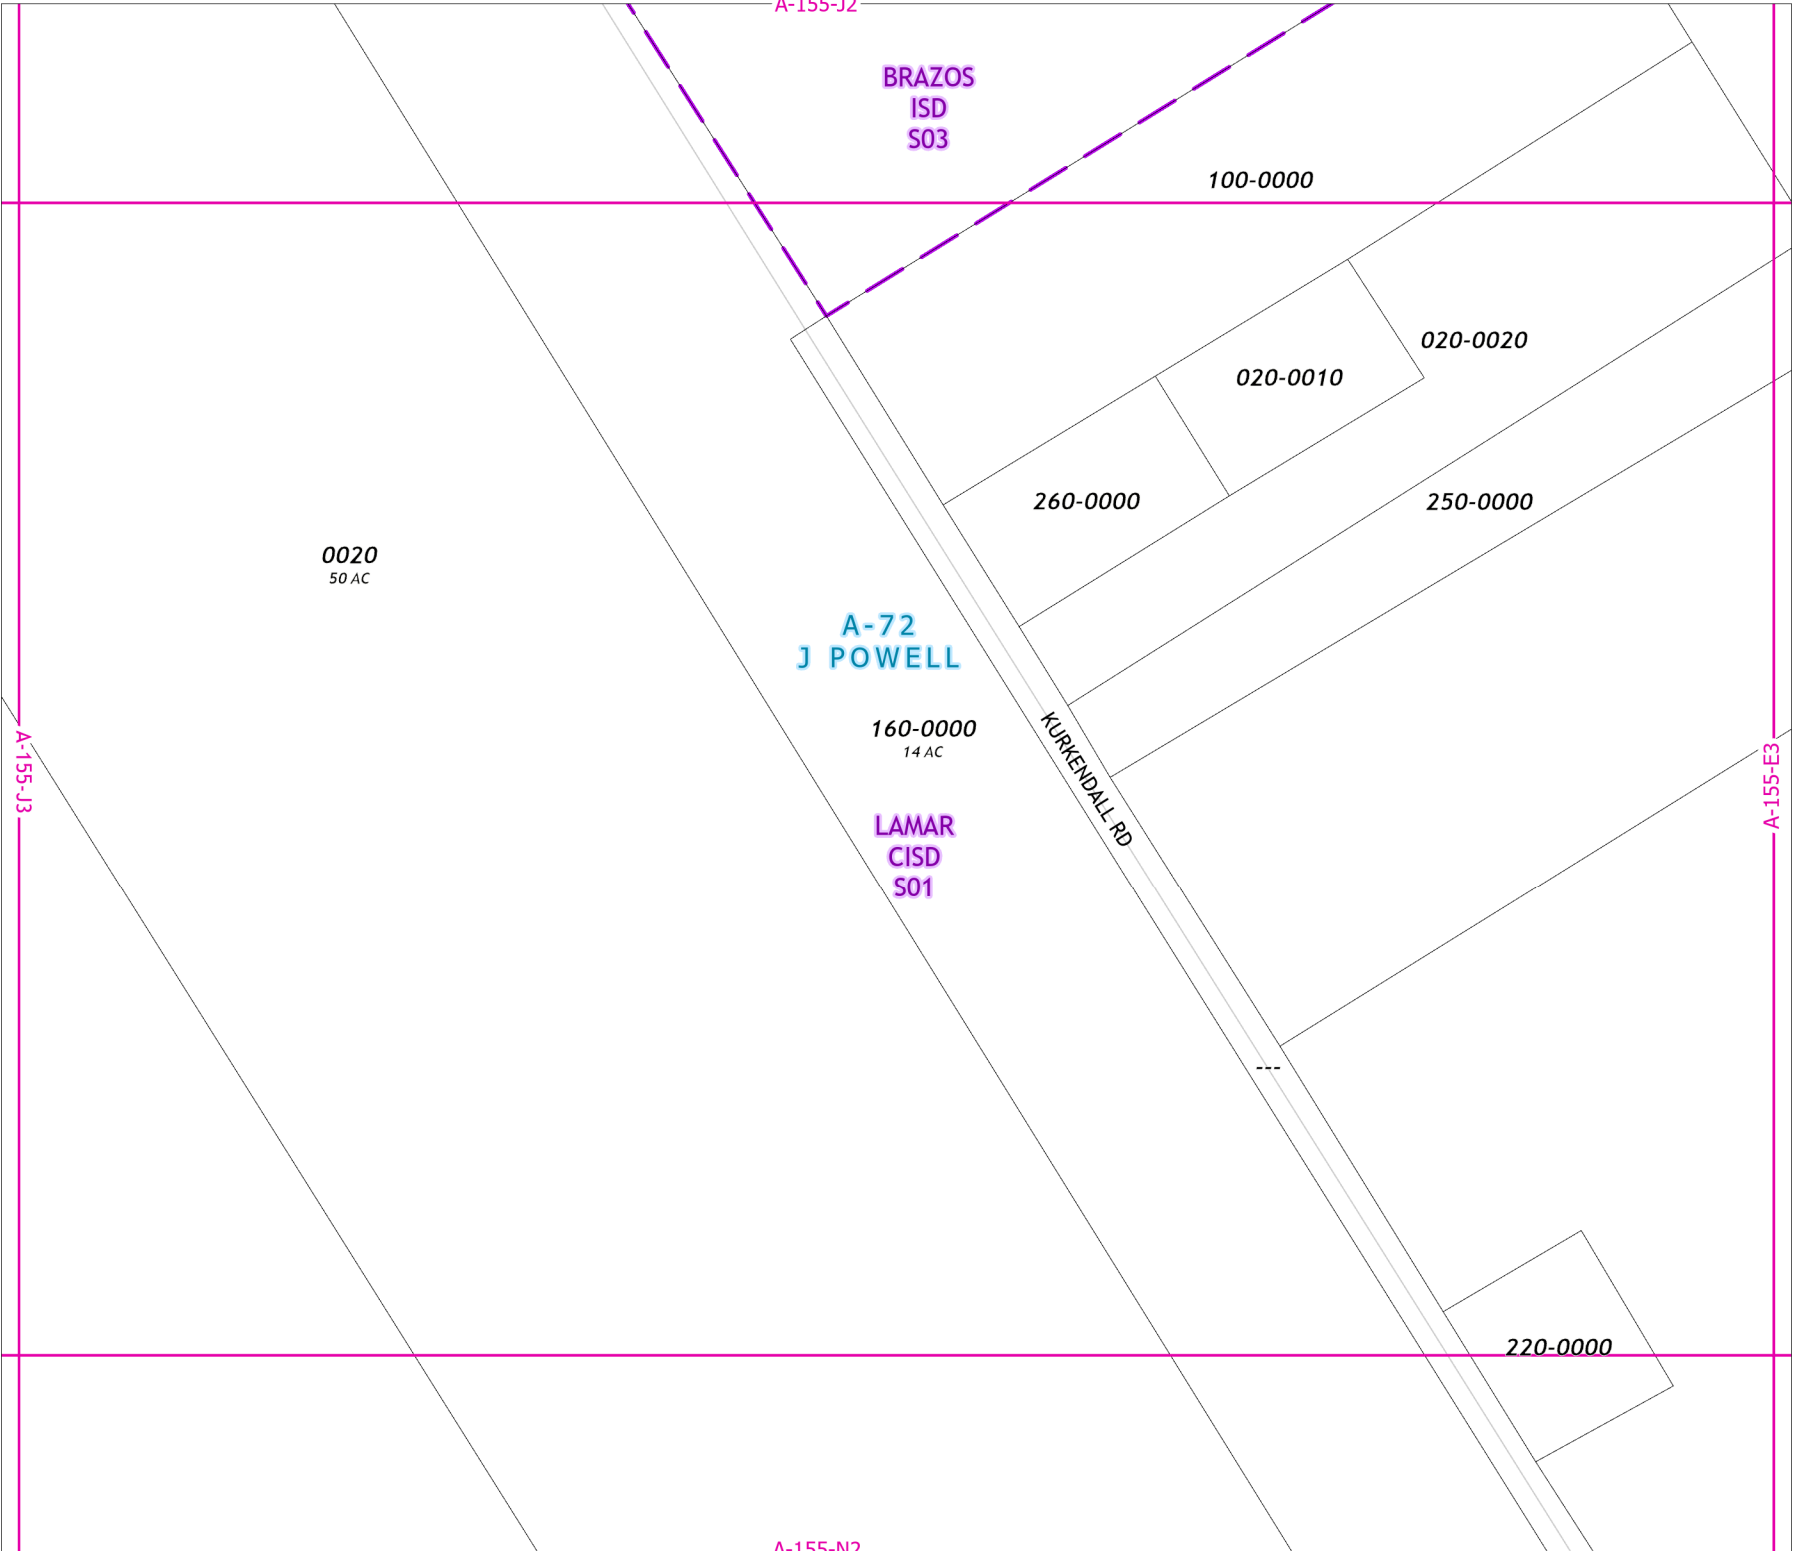 A-155-J2
BRAZOS
ISD
S03
100-0000
020-0020
020-0010
260-0000
250-0000
0020
50 AC
A-72
J POWELL
160-0000
14 AC
KURKENDALL RD
A-155-J3
A-155-E3
LAMAR
CISD
S01
---
220-0000
A-155-N2